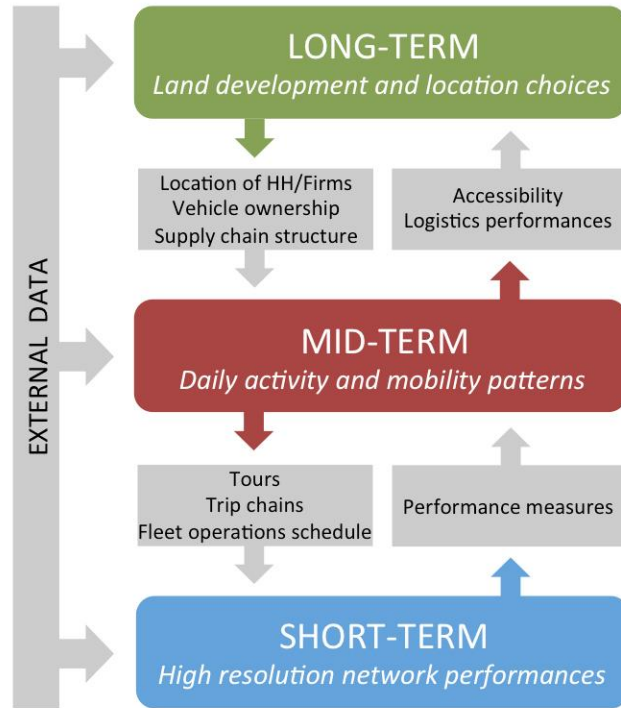 LONG-TERM
Land development and location choices
Location of HH/Firms
Vehicle ownership
Supply chain structure
Accessibility
Logistics performances
EXTERNAL DATA
MID-TERM
Daily activity and mobility patterns
Tours
Trip chains
Fleet operations schedule
Performance measures
SHORT-TERM
High resolution network performances